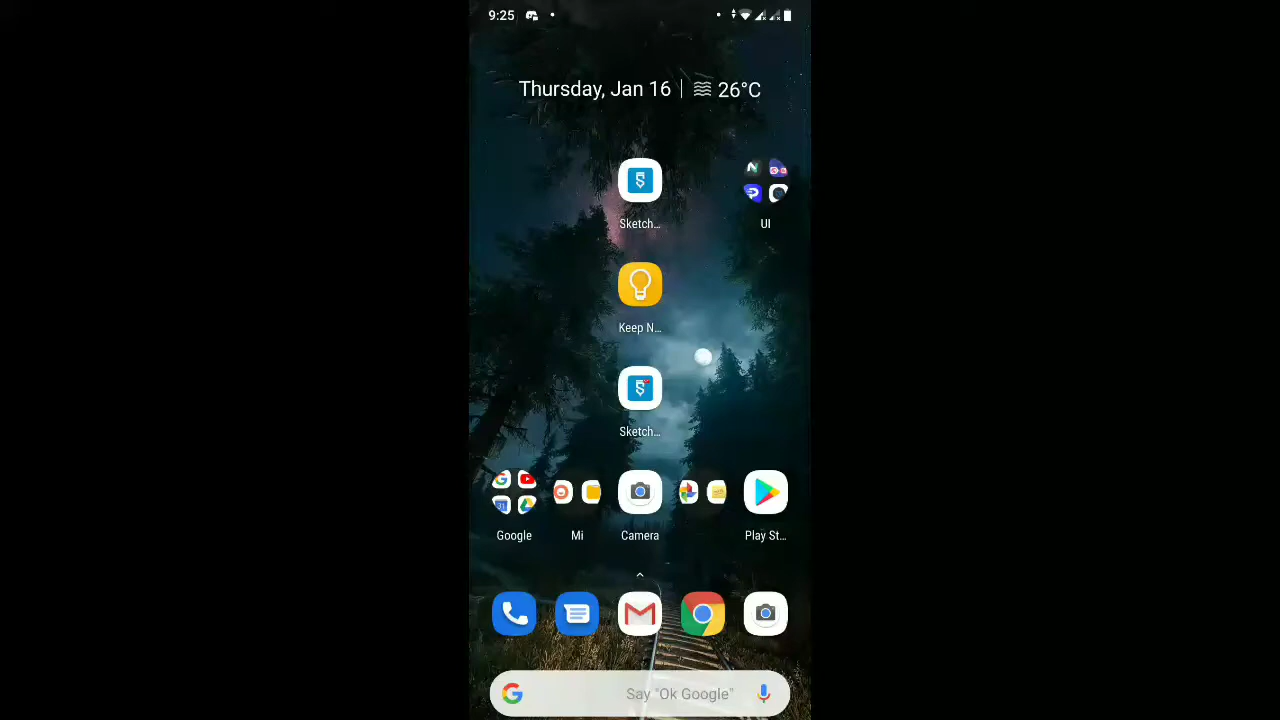 9:25
Thursday, Jan 16 26°C
Sketch…
UI
Keep N…
Sketch…
Google Mi Camera Play St…
Say "Ok Google"